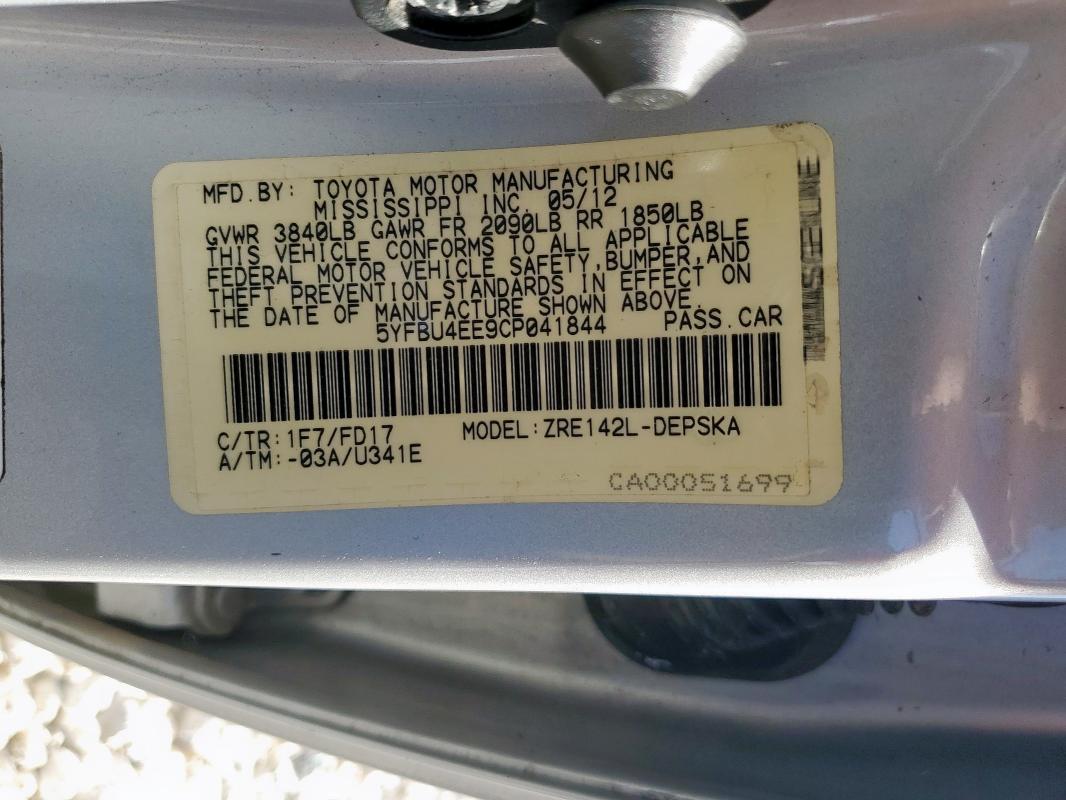 MFD.BY: TOYOTA MOTOR MANUFACTURING
MISSISSIPPI INC. 05/12
GVWR 3840LB GAWR FR 2090LB RR 1850LB
THIS VEHICLE CONFORMS TO ALL APPLICABLE
FEDERAL MOTOR VEHICLE SAFETY,BUMPER,AND
THEFT PREVENTION STANDARDS IN EFFECT ON
THE DATE OF MANUFACTURE SHOWN ABOVE.
5YFBU4EE9CP041844 PASS.CAR
C/TR:1F7/FD17 MODEL:ZRE142L-DEPSKA
A/TM:-03A/U341E
CA00051699